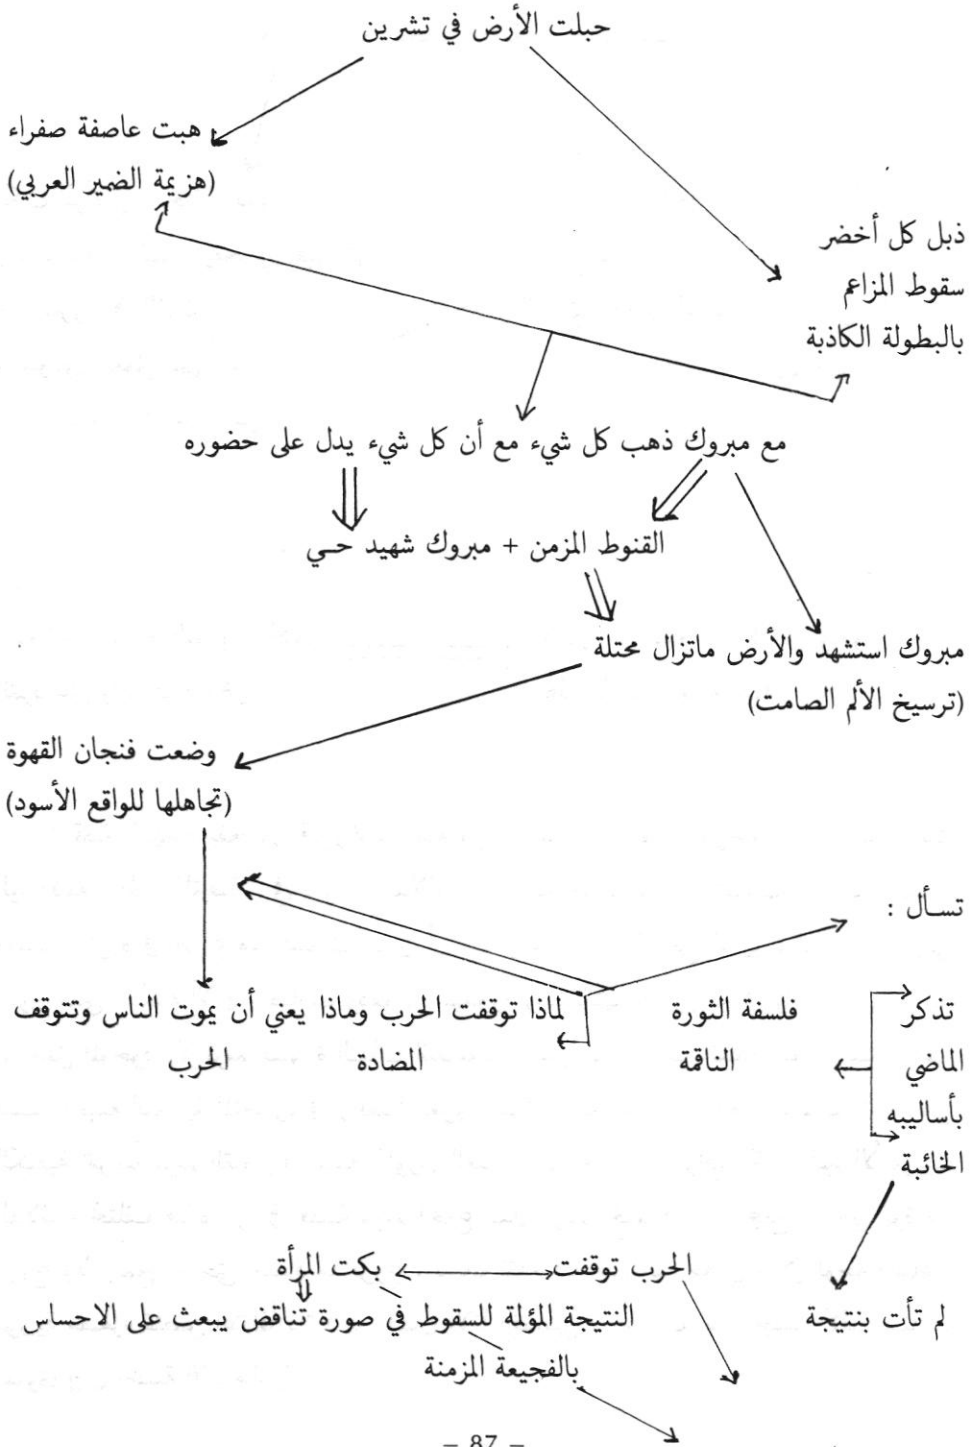 حبلت الأرض في تشرين
هبت عاصفة صفراء
(هزيمة الضمير العربي)
ذبل كل أخضر
سقوط المزاعم
بالبطولة الكاذبة
مع مبروك ذهب كل شيء مع أن كل شيء يدل على حضوره
القنوط المزمن + مبروك شهيد حي
مبروك استشهد والأرض ماتزال محتلة
(ترسيخ الألم الصامت)
وضعت فنجان القهوة
(تجاهلها للواقع الأسود)
تسأل :
تذكر فلسفة الثورة لماذا توقفت الحرب وماذا يعني أن يموت الناس وتتوقف
الماضي الناقمة المضادة الحرب
بأساليبه
الخائبة
الحرب توقفت بكت المرأة
لم تأت بنتيجة النتيجة المؤلمة للسقوط في صورة تناقض يبعث على الاحساس
بالفجيعة المزمنة
– 87 –